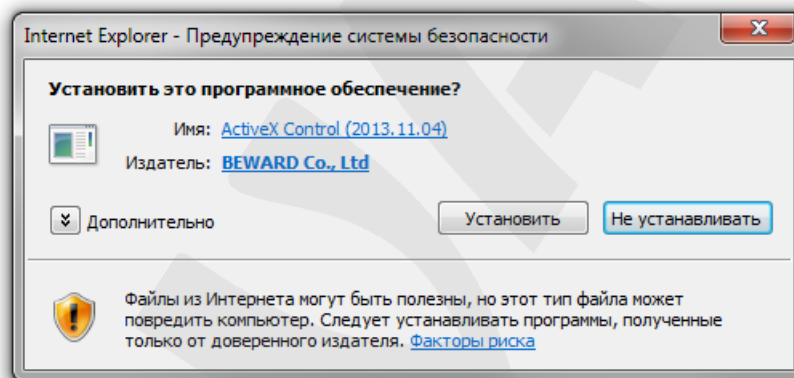 Internet Explorer - Предупреждение системы безопасности
Установить это программное обеспечение?
Имя: ActiveX Control (2013.11.04)
Издатель: BEWARD Co., Ltd
Дополнительно
Установить
Не устанавливать
Файлы из Интернета могут быть полезны, но этот тип файла может
повредить компьютер. Следует устанавливать программы, полученные
только от доверенного издателя. Факторы риска